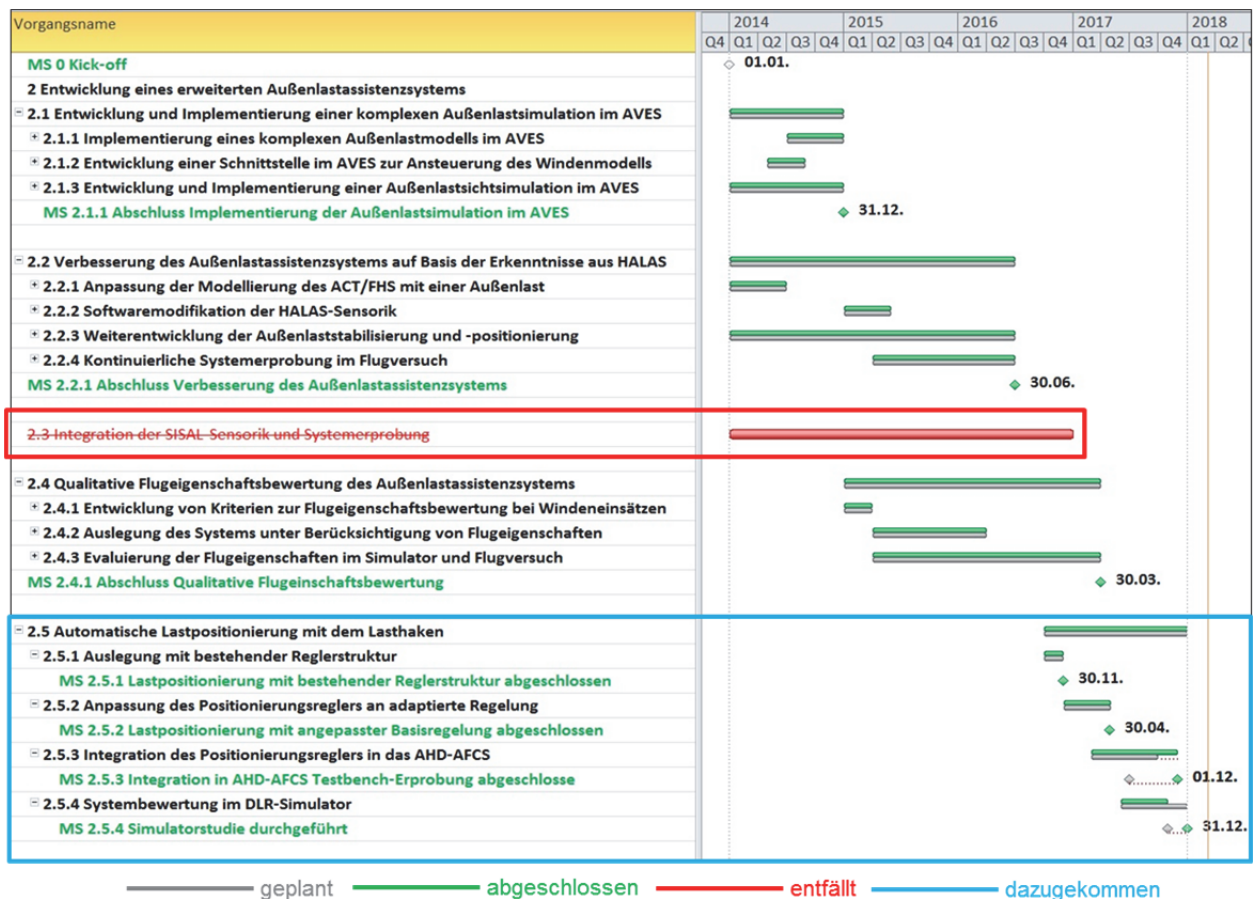 Vorgangsname
2014 2015 2016 2017 2018
Q4 Q1 Q2 Q3 Q4 Q1 Q2 Q3 Q4 Q1 Q2 Q3 Q4 Q1 Q2 Q3 Q4 Q1 Q2
MS 0 Kick-off 01.01.
2 Entwicklung eines erweiterten Außenlastassistenzsystems
2.1 Entwicklung und Implementierung einer komplexen Außenlastsimulation im AVES
2.1.1 Implementierung eines komplexen Außenlastmodells im AVES
2.1.2 Entwicklung einer Schnittstelle im AVES zur Ansteuerung des Windenmodells
2.1.3 Entwicklung und Implementierung einer Außenlastsichtsimulation im AVES
MS 2.1.1 Abschluss Implementierung der Außenlastsimulation im AVES 31.12.
2.2 Verbesserung des Außenlastassistenzsystems auf Basis der Erkenntnisse aus HALAS
2.2.1 Anpassung der Modellierung des ACT/FHS mit einer Außenlast
2.2.2 Softwaremodifikation der HALAS-Sensorik
2.2.3 Weiterentwicklung der Außenlaststabilisierung und -positionierung
2.2.4 Kontinuierliche Systemerprobung im Flugversuch
MS 2.2.1 Abschluss Verbesserung des Außenlastassistenzsystems 30.06.
2.3 Integration der SISAL-Sensorik und Systemerprobung
2.4 Qualitative Flugeigenschaftsbewertung des Außenlastassistenzsystems
2.4.1 Entwicklung von Kriterien zur Flugeigenschaftsbewertung bei Windeneinsätzen
2.4.2 Auslegung des Systems unter Berücksichtigung von Flugeigenschaften
2.4.3 Evaluierung der Flugeigenschaften im Simulator und Flugversuch
MS 2.4.1 Abschluss Qualitative Flugeinschaftsbewertung 30.03.
2.5 Automatische Lastpositionierung mit dem Lasthaken
2.5.1 Auslegung mit bestehender Reglerstruktur
MS 2.5.1 Lastpositionierung mit bestehender Reglerstruktur abgeschlossen 30.11.
2.5.2 Anpassung des Positionierungsreglers an adaptierte Regelung
MS 2.5.2 Lastpositionierung mit angepasster Basisregelung abgeschlossen 30.04.
2.5.3 Integration des Positionierungsreglers in das AHD-AFCS
MS 2.5.3 Integration in AHD-AFCS Testbench-Erprobung abgeschlosse 01.12.
2.5.4 Systembewertung im DLR-Simulator
MS 2.5.4 Simulatorstudie durchgeführt 31.12.
geplant abgeschlossen entfällt dazugekommen